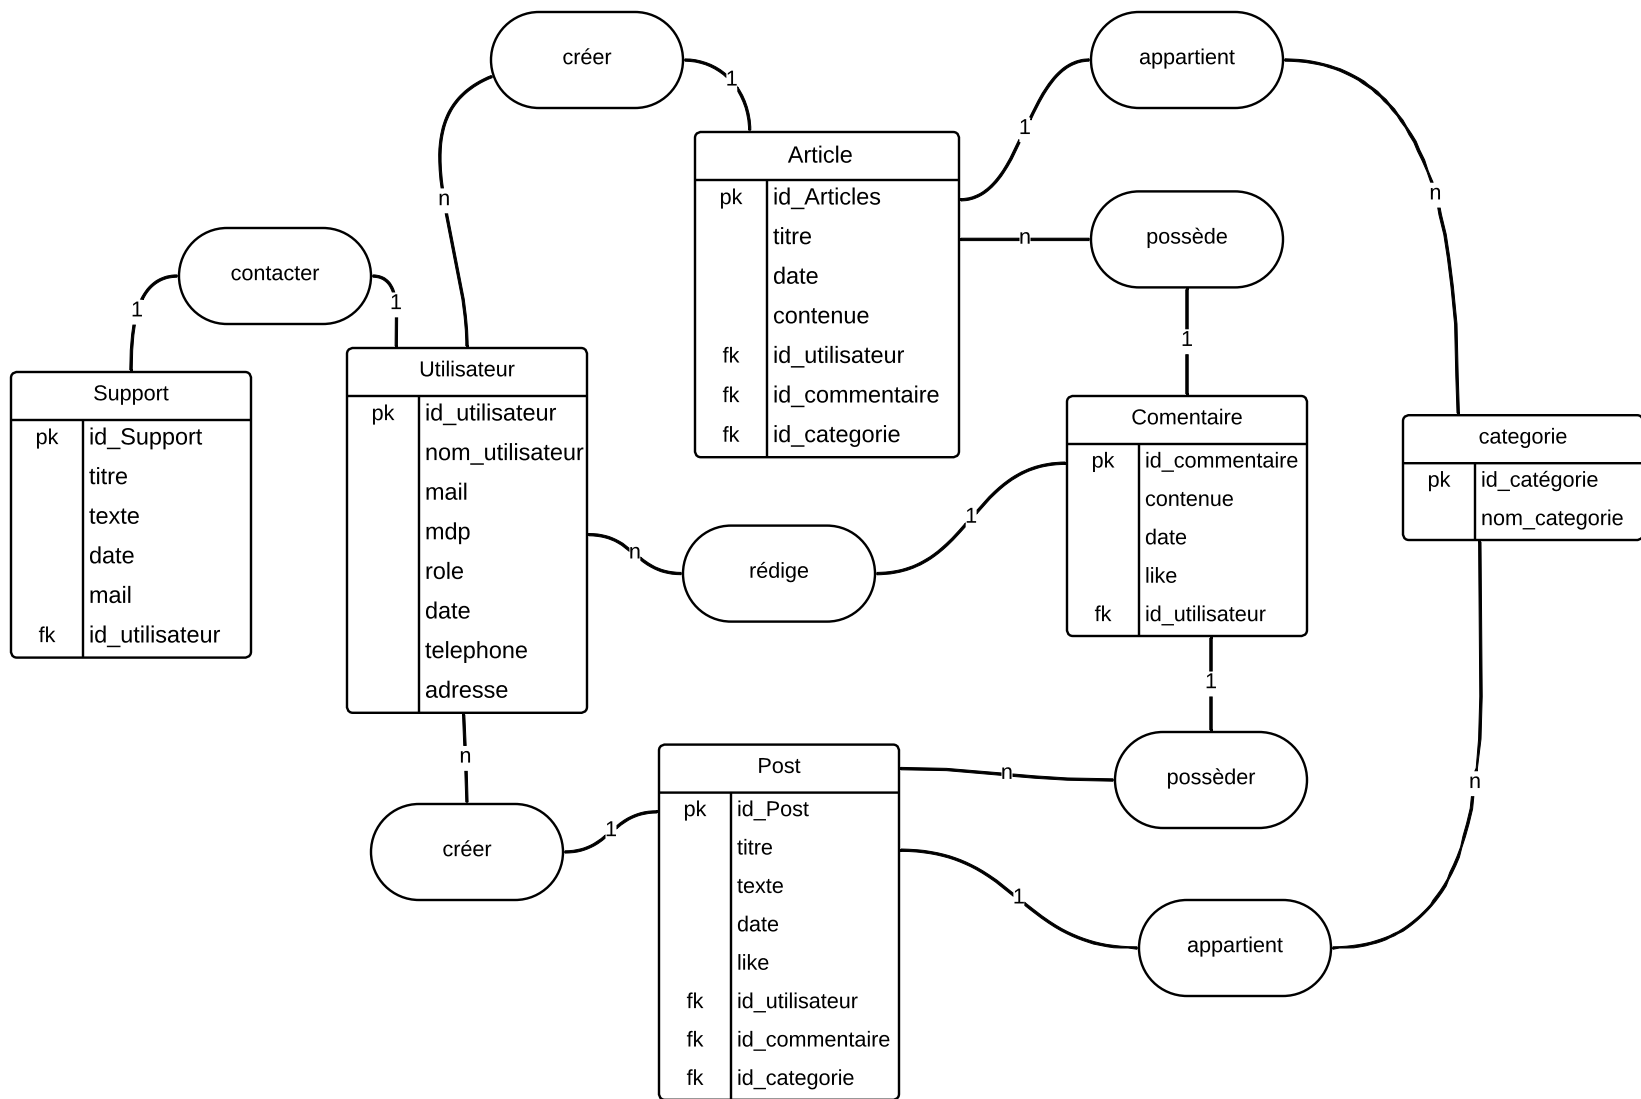 créer
appartient
1
1
Article
pk id_Articles
titre
date
contenue
fk id_utilisateur
fk id_commentaire
fk id_categorie
n
n
possède
n
1
contacter
1
1
Support
pk id_Support
titre
texte
date
mail
fk id_utilisateur
Utilisateur
pk id_utilisateur
nom_utilisateur
mail
mdp
role
date
telephone
adresse
Comentaire
pk id_commentaire
contenue
date
like
fk id_utilisateur
categorie
pk id_catégorie
nom_categorie
n
rédige
1
1
n
créer
1
Post
pk id_Post
titre
texte
date
like
fk id_utilisateur
fk id_commentaire
fk id_categorie
n
possèder
n
1
appartient